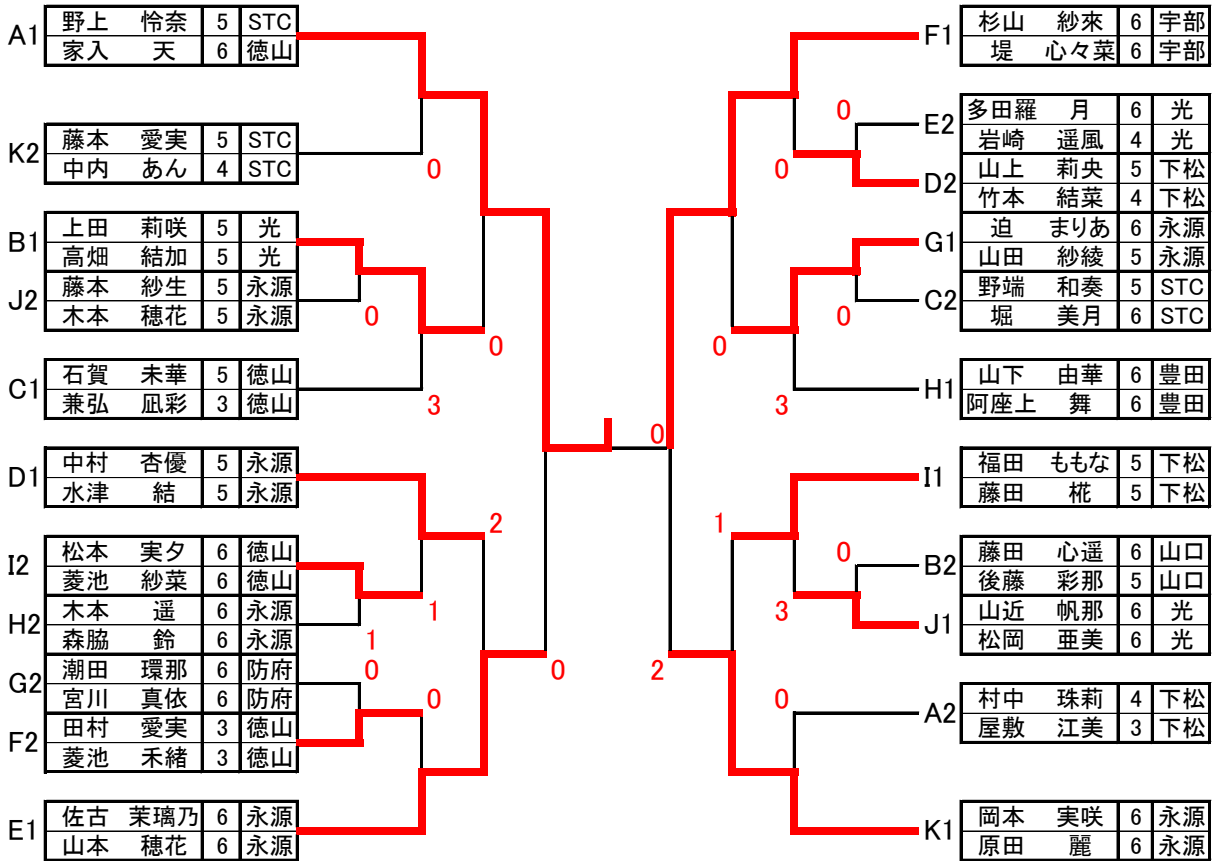 A1
野上 怜奈 5 STC
家入 天 6 徳山
K2
藤本 愛実 5 STC
中内 あん 4 STC
0
B1
上田 莉咲 5 光
高畑 結加 5 光
J2
藤本 紗生 5 永源
木本 穂花 5 永源
0
0
C1
石賀 未華 5 徳山
兼弘 凪彩 3 徳山
3
D1
中村 杏優 5 永源
水津 結 5 永源
2
I2
松本 実夕 6 徳山
菱池 紗菜 6 徳山
H2
木本 遥 6 永源
森脇 鈴 6 永源
1
1
G2
潮田 環那 6 防府
宮川 真依 6 防府
0
0
0
F2
田村 愛実 3 徳山
菱池 禾緒 3 徳山
E1
佐古 茉璃乃 6 永源
山本 穂花 6 永源
0
F1
杉山 紗來 6 宇部
堤 心々菜 6 宇部
0
E2
多田羅 月 6 光
岩崎 遥風 4 光
0
D2
山上 莉央 5 下松
竹本 結菜 4 下松
G1
迫 まりあ 6 永源
山田 紗綾 5 永源
C2
野端 和奏 5 STC
堀 美月 6 STC
0
0
H1
山下 由華 6 豊田
阿座上 舞 6 豊田
3
I1
福田 ももな 5 下松
藤田 椛 5 下松
1
0
B2
藤田 心遥 6 山口
後藤 彩那 5 山口
3
J1
山近 帆那 6 光
松岡 亜美 6 光
2
0
A2
村中 珠莉 4 下松
屋敷 江美 3 下松
K1
岡本 実咲 6 永源
原田 麗 6 永源